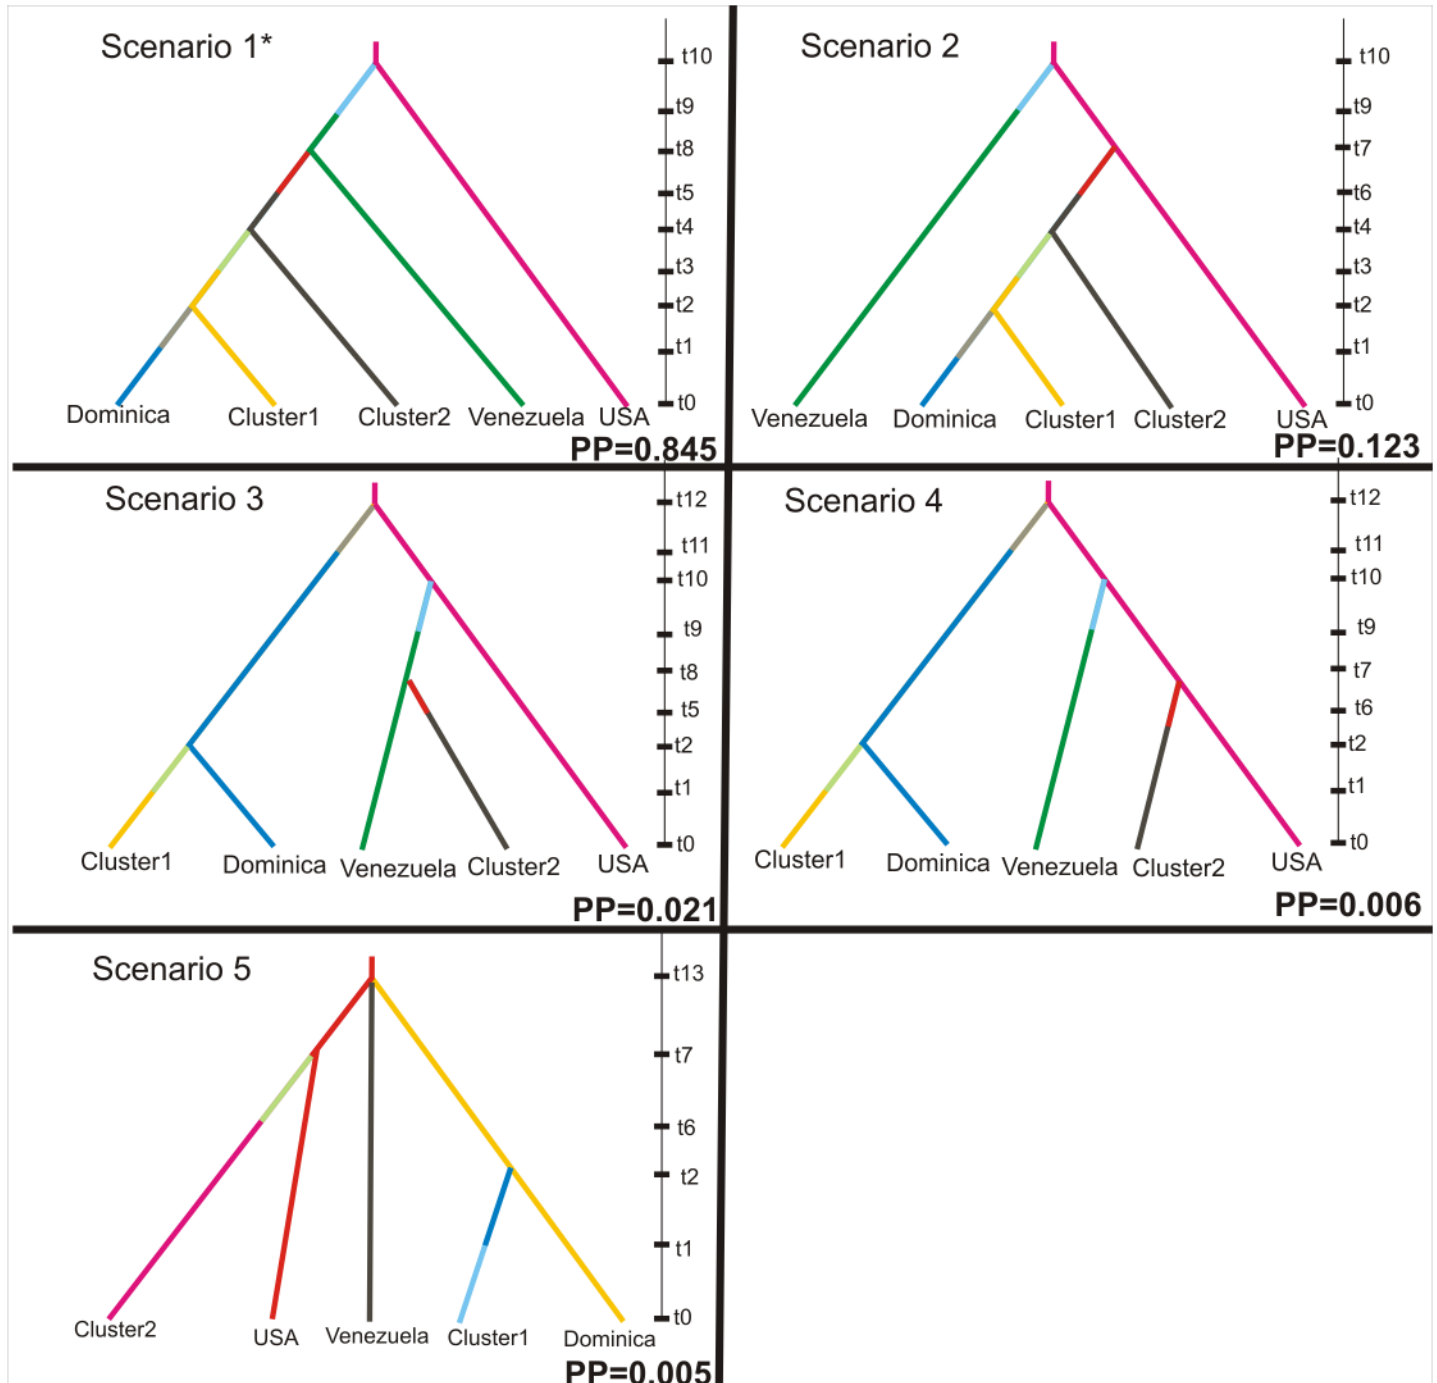 Scenario 1*
t10
t9
t8
t5
t4
t3
t2
t1
t0
Dominica Cluster1 Cluster2 Venezuela USA
PP=0.845
Scenario 2
t10
t9
t7
t6
t4
t3
t2
t1
t0
Venezuela Dominica Cluster1 Cluster2 USA
PP=0.123
Scenario 3
t12
t11
t10
t9
t8
t5
t2
t1
t0
Cluster1 Dominica Venezuela Cluster2 USA
PP=0.021
Scenario 4
t12
t11
t10
t9
t7
t6
t2
t1
t0
Cluster1 Dominica Venezuela Cluster2 USA
PP=0.006
Scenario 5
t13
t7
t6
t2
t1
t0
Cluster2 USA Venezuela Cluster1 Dominica
PP=0.005